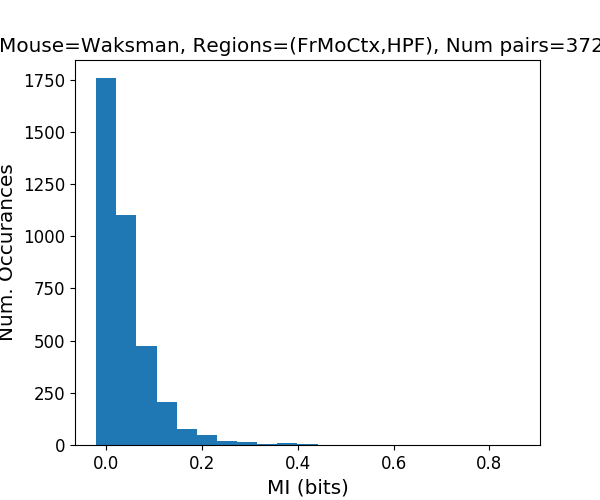 Mouse=Waksman, Regions=(FrMoCtx,HPF), Num pairs=372
1750
1500
1250
1000
750
500
250
0
Num. Occurances
0.0 0.2 0.4 0.6 0.8
MI (bits)